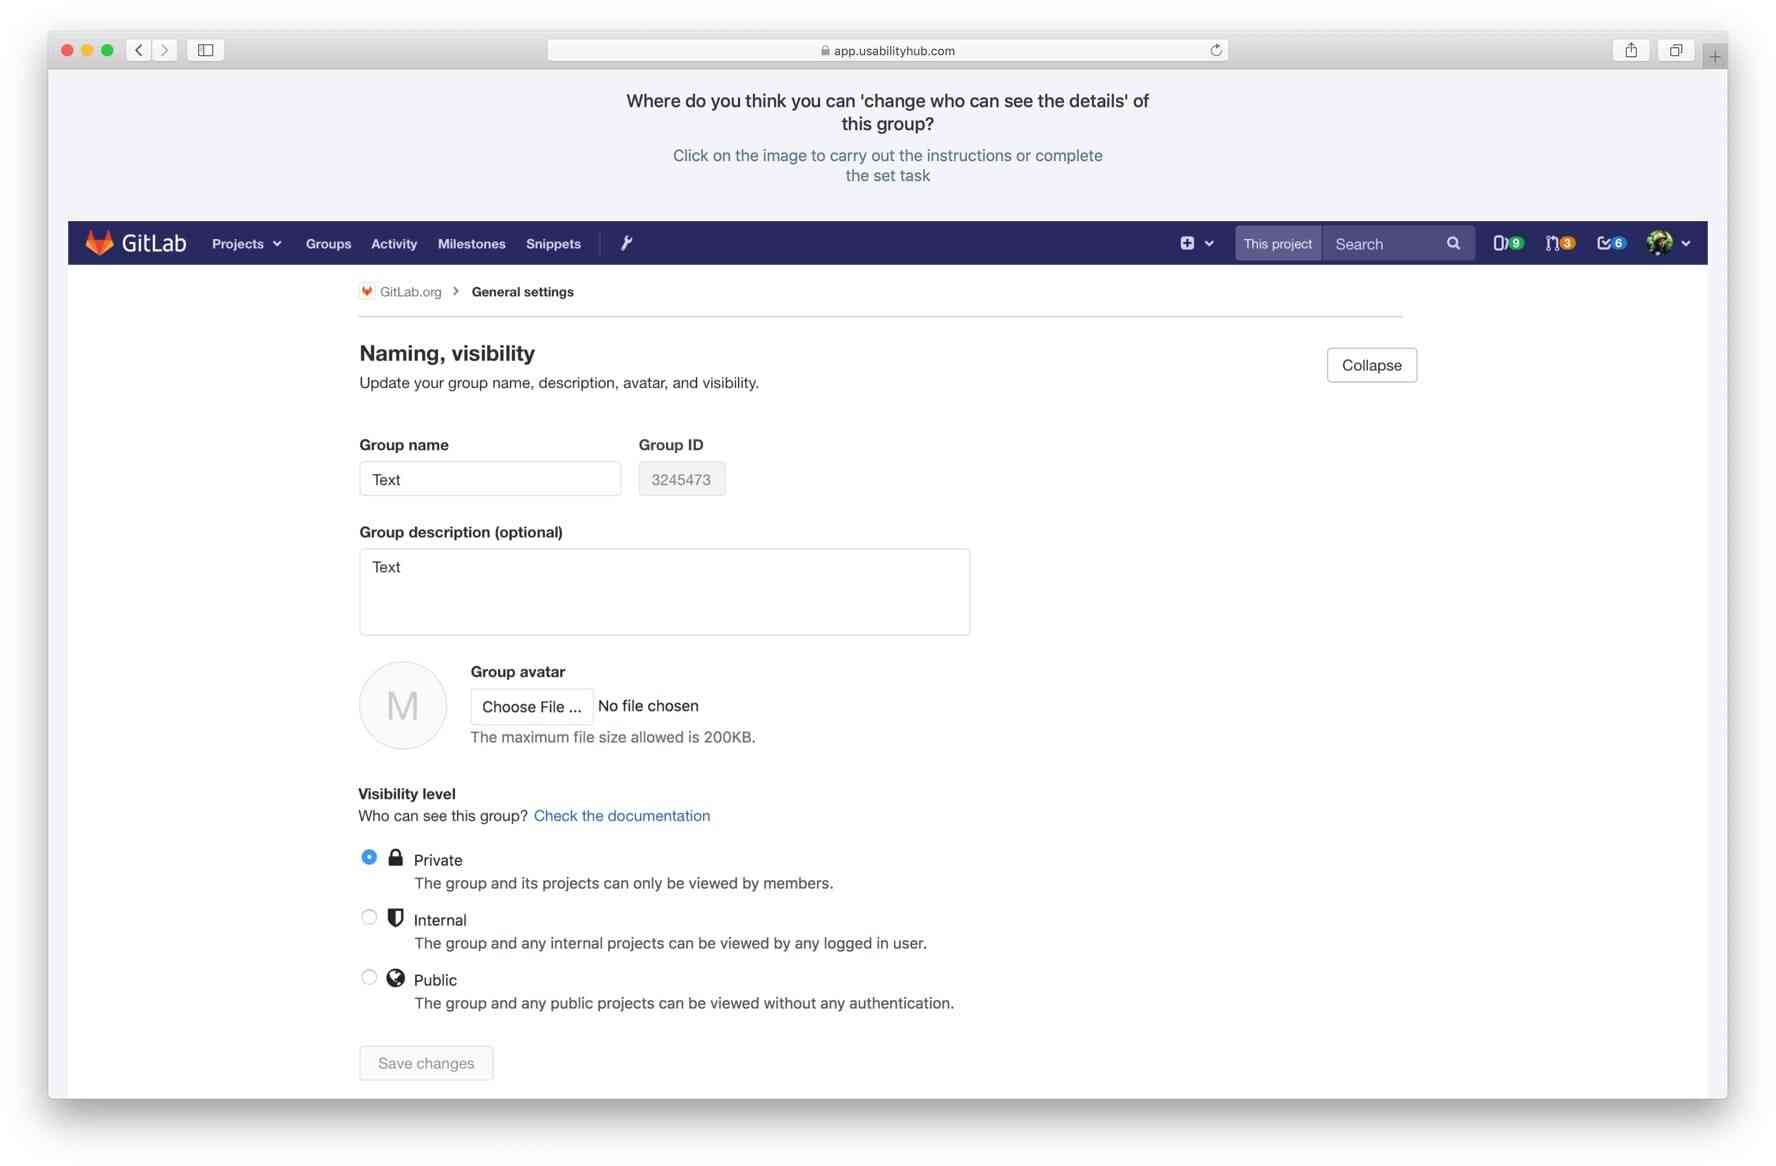 app.usabilityhub.com
Where do you think you can 'change who can see the details' of
this group?
Click on the image to carry out the instructions or complete
the set task
GitLab Projects Groups Activity Milestones Snippets This project Search 9 3 6
GitLab.org > General settings
Naming, visibility
Collapse
Update your group name, description, avatar, and visibility.
Group name Group ID
Text 3245473
Group description (optional)
Text
M
Group avatar
Choose File ... No file chosen
The maximum file size allowed is 200KB.
Visibility level
Who can see this group? Check the documentation
Private
The group and its projects can only be viewed by members.
Internal
The group and any internal projects can be viewed by any logged in user.
Public
The group and any public projects can be viewed without any authentication.
Save changes